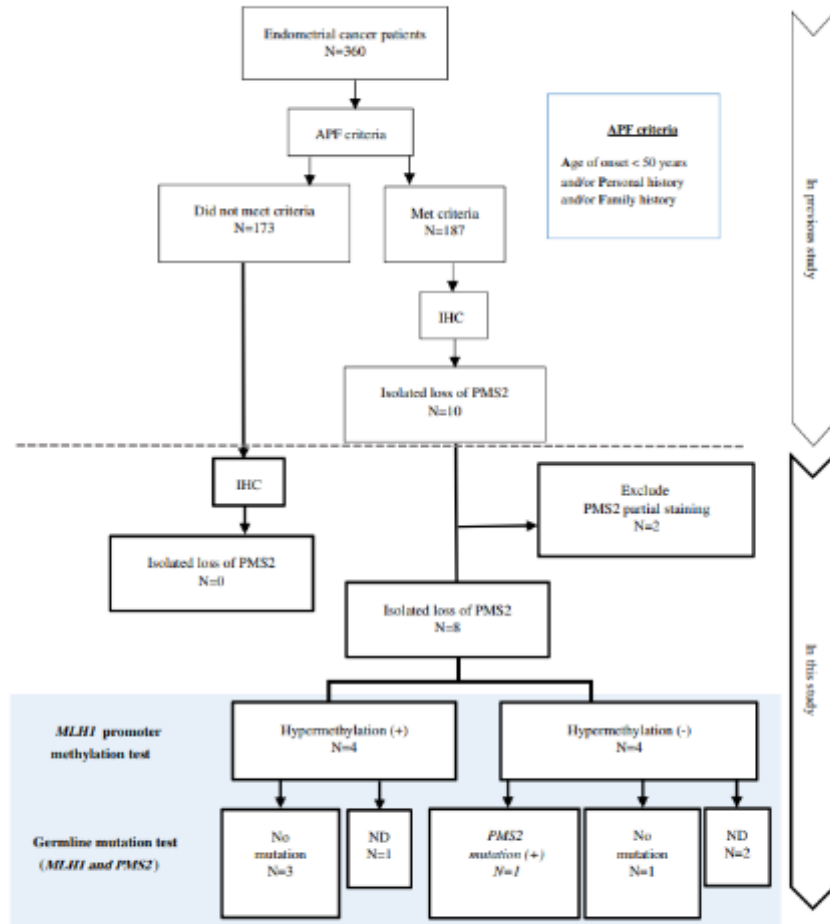 Endometrial cancer patients
N=360
APF criteria
APF criteria
Age of onset < 50 years
and/or Personal history
and/or Family history
In previous study
Did not meet criteria
N=173
Met criteria
N=187
IHC
Isolated loss of PMS2
N=10
IHC
Exclude
PMS2 partial staining
N=2
Isolated loss of PMS2
N=0
Isolated loss of PMS2
N=8
In this study
MLH1 promoter
methylation test
Hypermethylation (+)
N=4
Hypermethylation (-)
N=4
Germline mutation test
(MLH1 and PMS2)
No
mutation
N=3
ND
N=1
PMS2
mutation (+)
N=1
No
mutation
N=1
ND
N=2